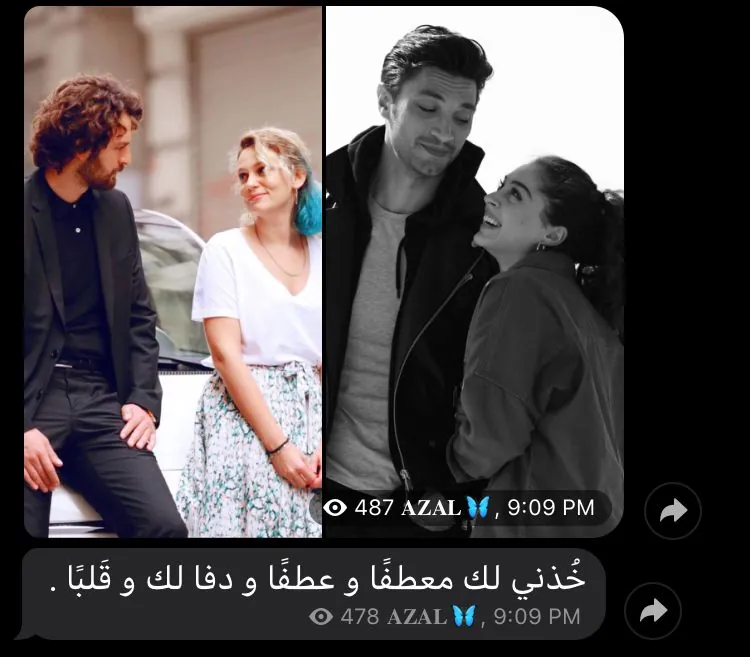 487 AZAL🦋, 9:09 PM
خُذني لك معطفًا و عطفًا و دفا لك و قَلبًا .
478 AZAL🦋, 9:09 PM